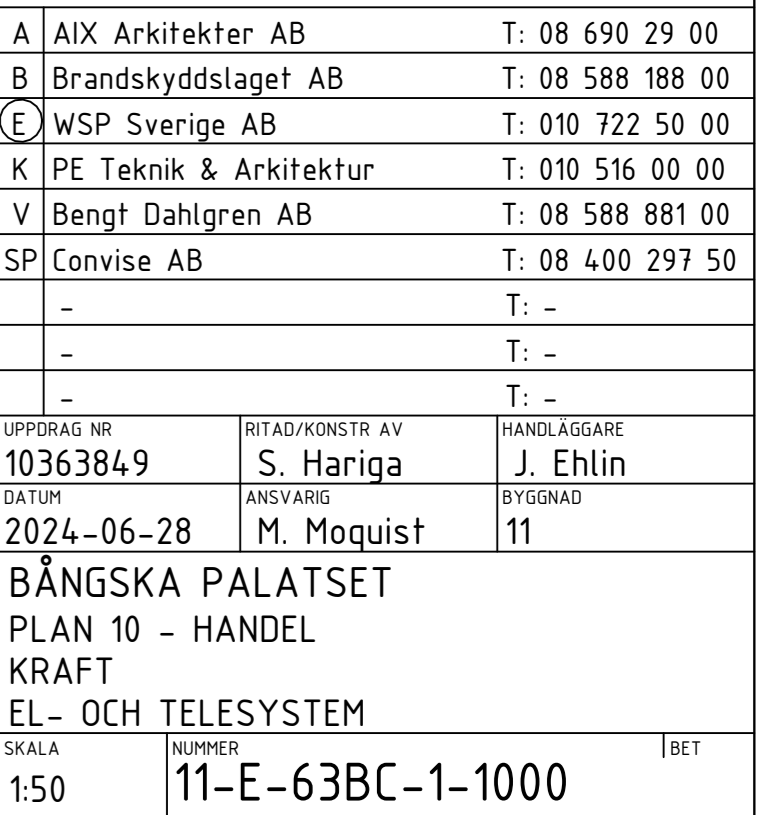 A AIX Arkitekter AB T: 08 690 29 00
B Brandskyddslaget AB T: 08 588 188 00
E WSP Sverige AB T: 010 722 50 00
K PE Teknik & Arkitektur T: 010 516 00 00
V Bengt Dahlgren AB T: 08 588 881 00
SP Convise AB T: 08 400 297 50
- T: -
- T: -
- T: -
UPPDRAG NR RITAD/KONSTR AV HANDLÄGGARE
10363849 S. Hariga J. Ehlin
DATUM ANSVARIG BYGGNAD
2024-06-28 M. Moquist 11
BÅNGSKA PALATSET
PLAN 10 - HANDEL
KRAFT
EL- OCH TELESYSTEM
SKALA NUMMER BET
1:50 11-E-63BC-1-1000